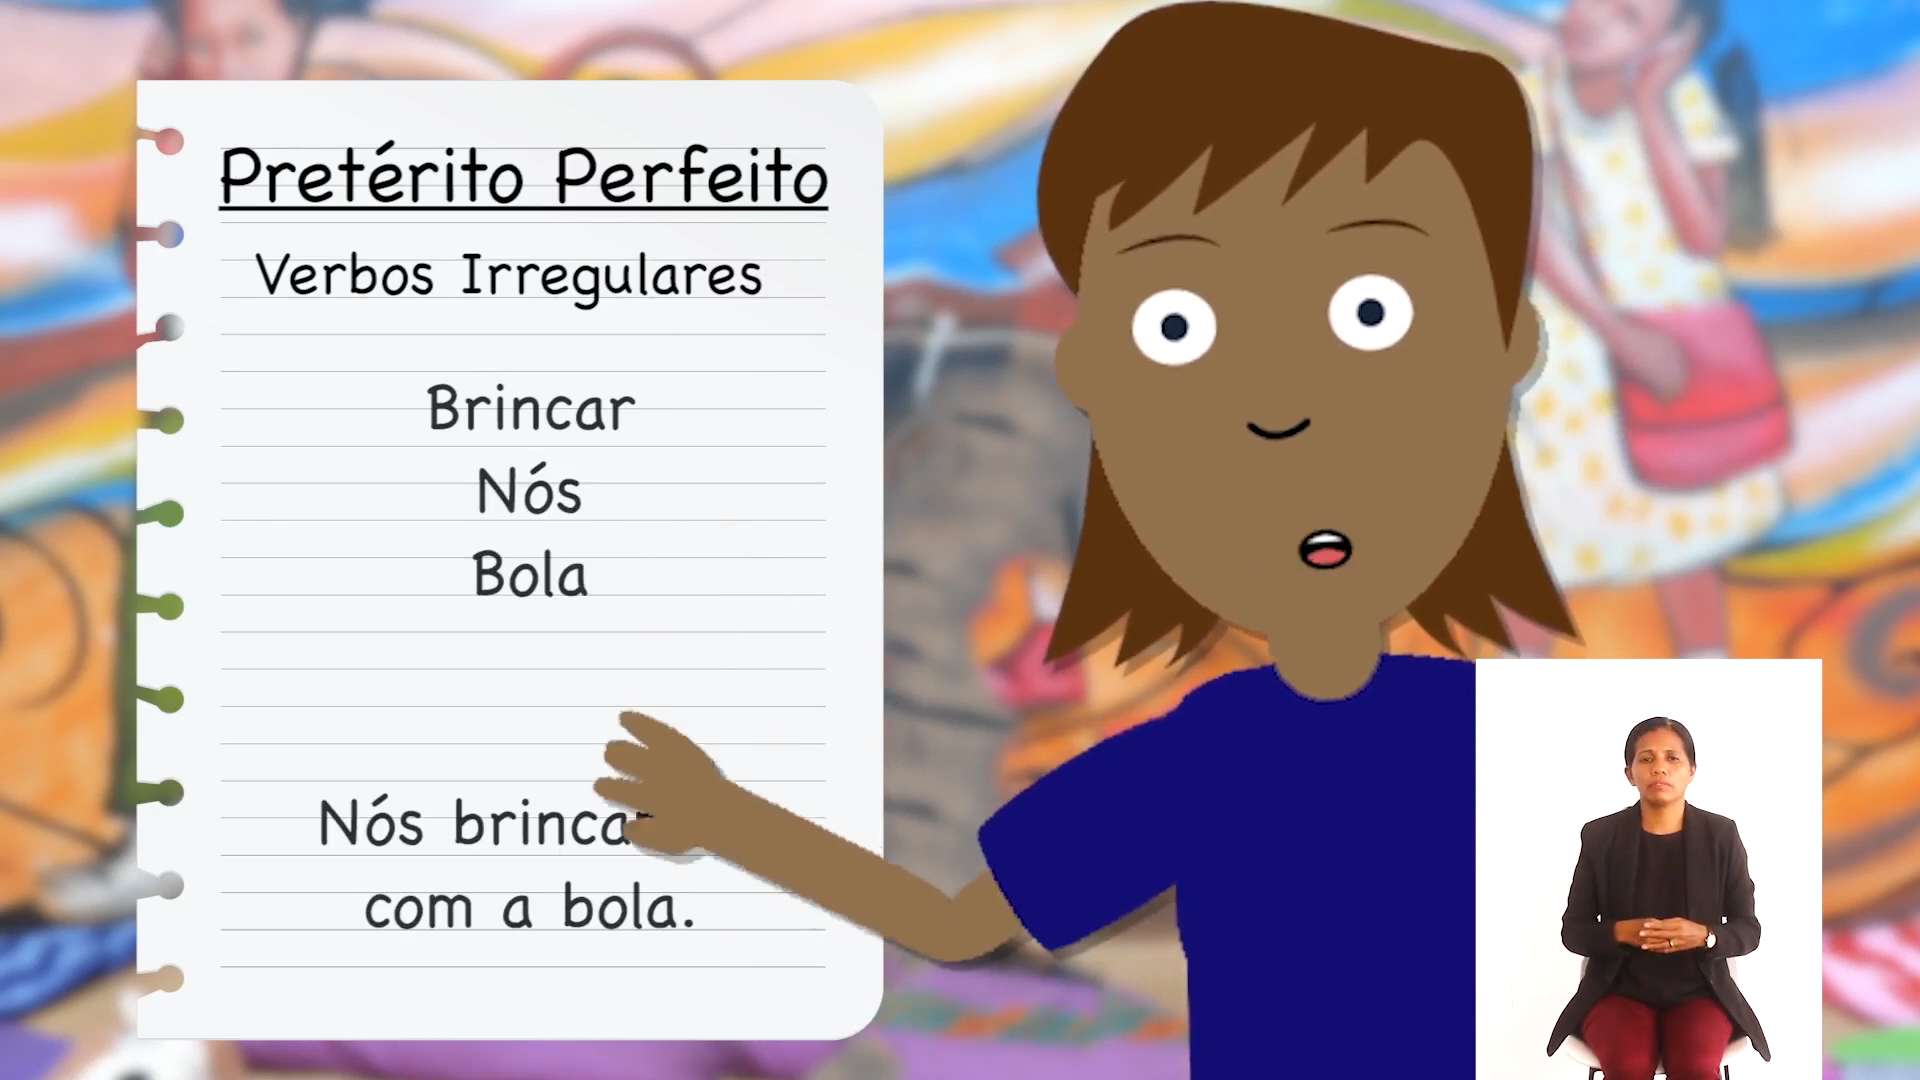 Pretérito Perfeito
Verbos Irregulares
Brincar
Nós
Bola
Nós
com a bola.